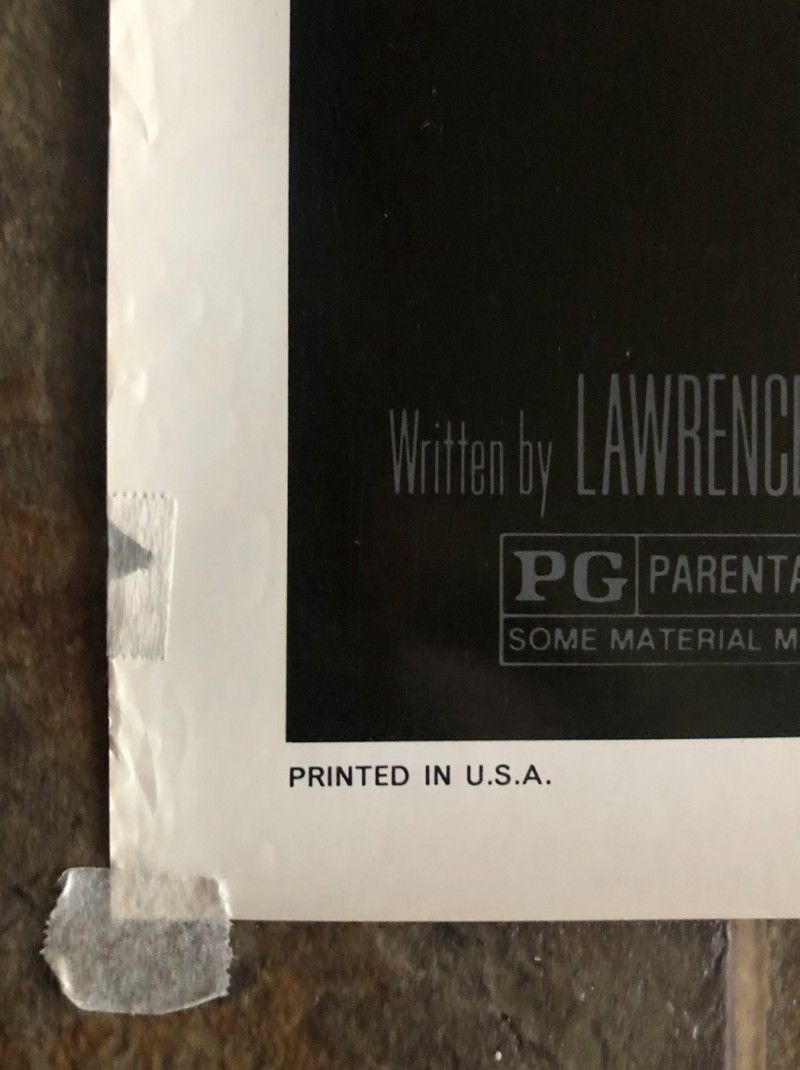 Written by LAWRENC
PG PARENTA
SOME MATERIAL M
PRINTED IN U.S.A.